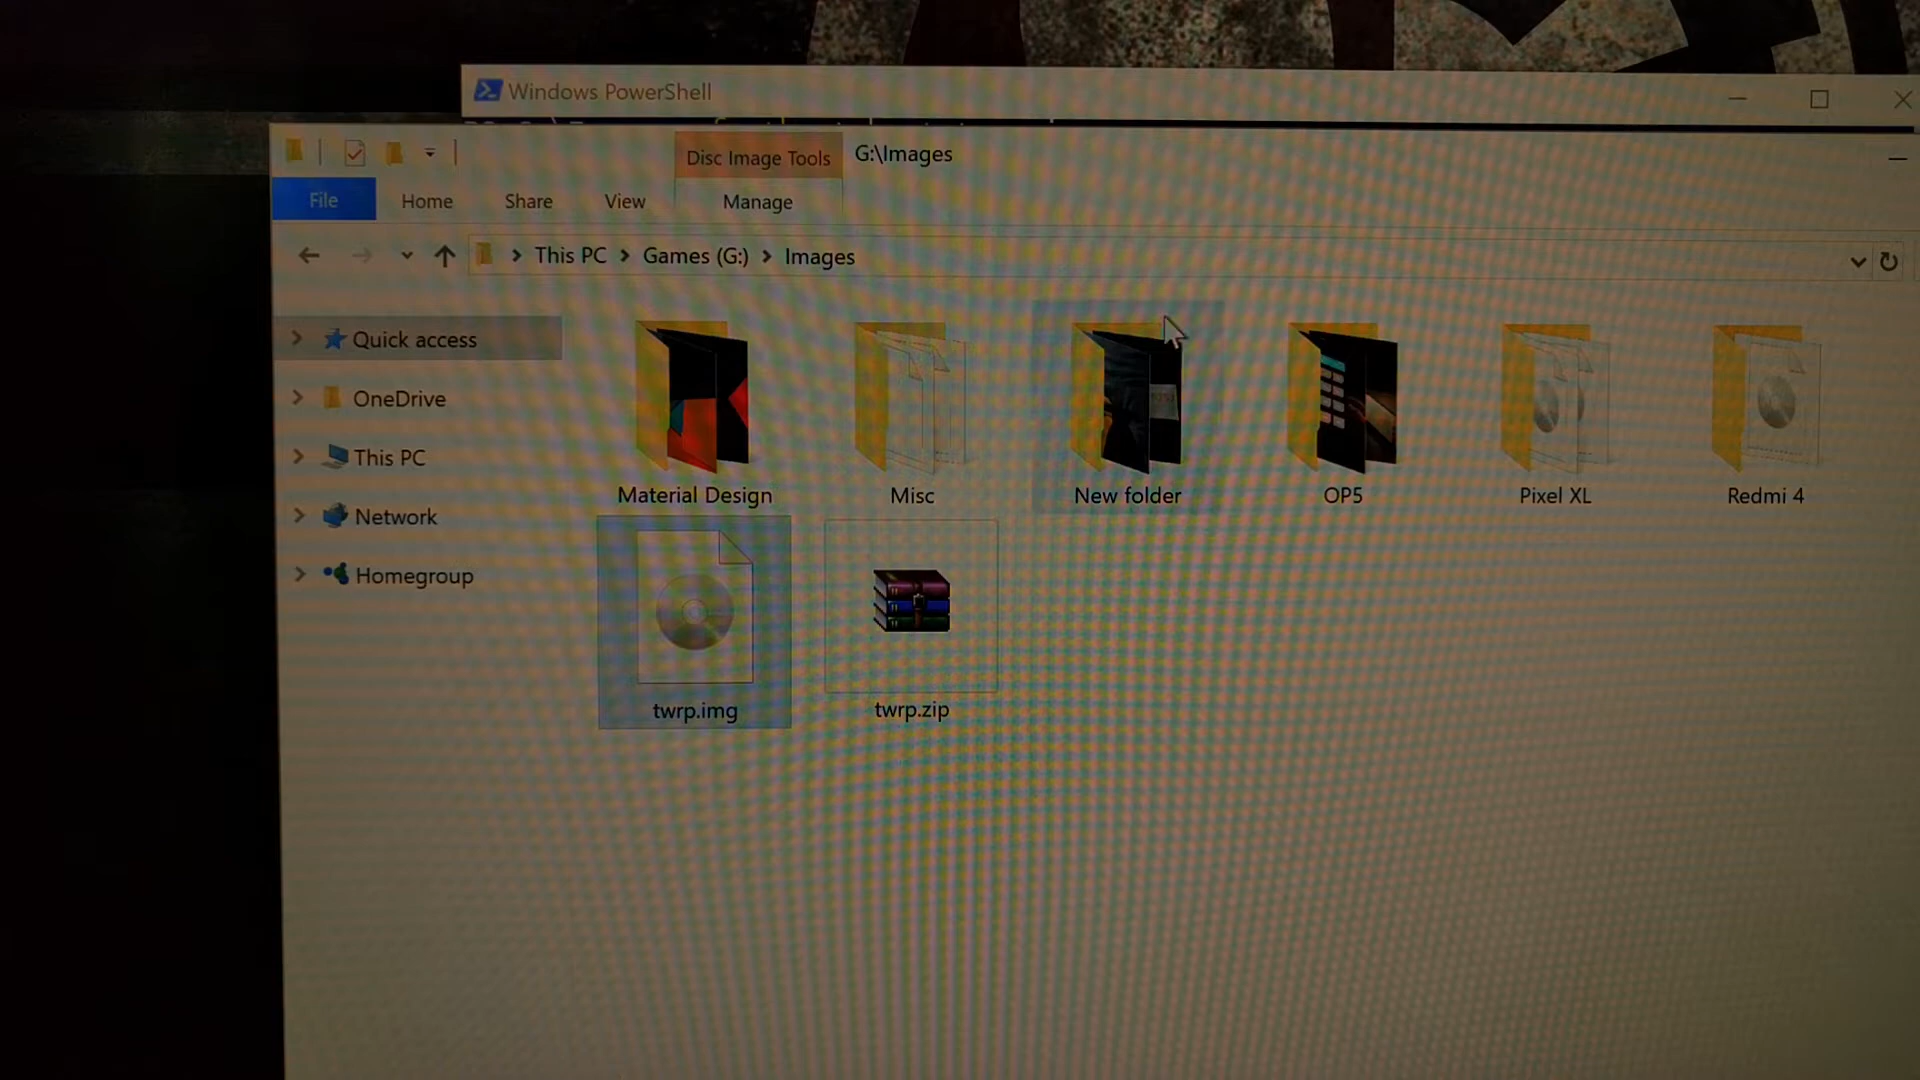 Windows PowerShell
Disc Image Tools
G:\Images
File
Home
Share
View
Manage
This PC
Games (G:)
Images
Quick access
OneDrive
This PC
Network
Homegroup
Material Design
Misc
New folder
OP5
Pixel XL
Redmi 4
twrp.img
twrp.zip